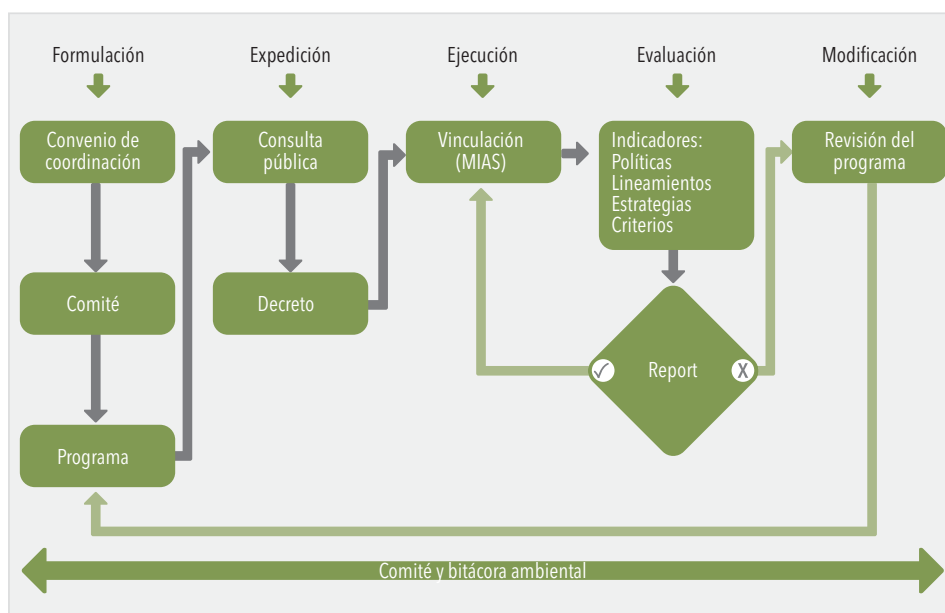 Formulación
Expedición
Ejecución
Evaluación
Modificación
Convenio de
coordinación
Consulta
pública
Vinculación
(MIAS)
Indicadores:
Políticas
Lineamientos
Estrategias
Criterios
Revisión del
programa
Comité
Decreto
Report
✓
X
Programa
Comité y bitácora ambiental